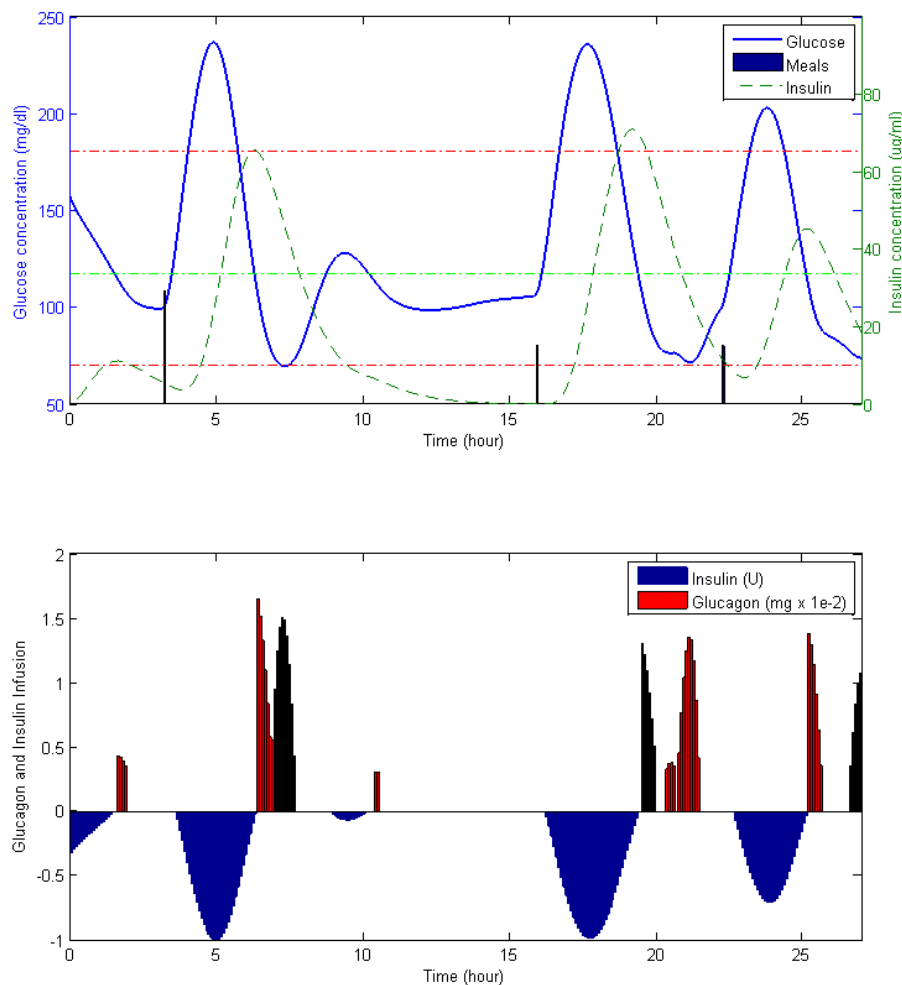 250
200
150
100
50
Glucose concentration (mg/dl)
Glucose
Meals
Insulin
80
60
40
20
0
Insulin concentration (ug/ml)
0 5 10 15 20 25
Time (hour)
2
1.5
1
0.5
0
-0.5
-1
Glucagon and Insulin Infusion
Insulin (U)
Glucagon (mg x 1e-2)
0 5 10 15 20 25
Time (hour)